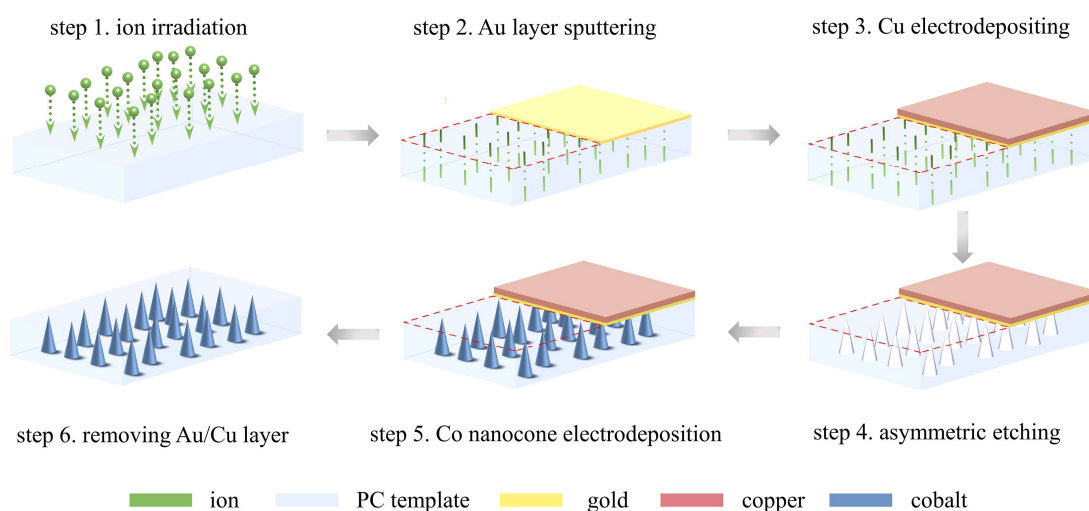 step 1. ion irradiation
step 2. Au layer sputtering
step 3. Cu electrodepositing
step 6. removing Au/Cu layer
step 5. Co nanocone electrodeposition
step 4. asymmetric etching
ion
PC template
gold
copper
cobalt